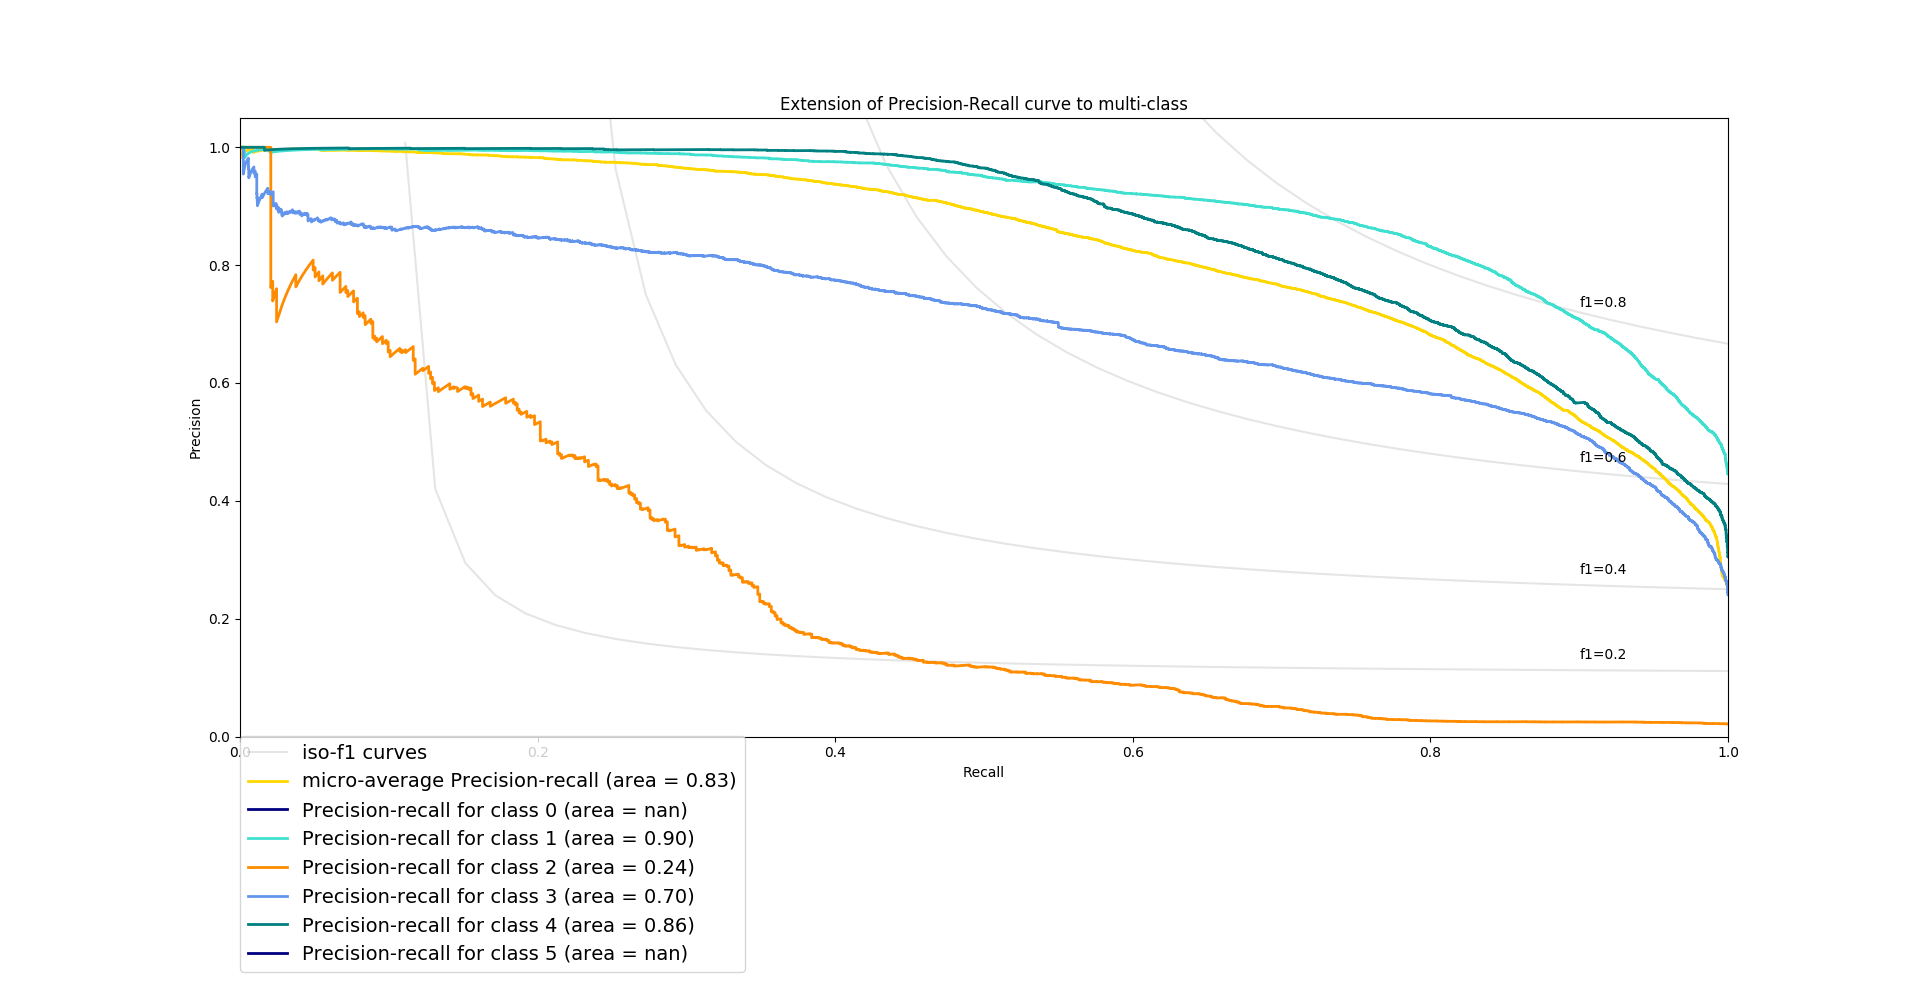 Extension of Precision-Recall curve to multi-class
Precision
1.0
0.8
0.6
0.4
0.2
0.0
f1=0.8
f1=0.6
f1=0.4
f1=0.2
0.0 0.2 0.4 0.6 0.8 1.0
Recall
iso-f1 curves
micro-average Precision-recall (area = 0.83)
Precision-recall for class 0 (area = nan)
Precision-recall for class 1 (area = 0.90)
Precision-recall for class 2 (area = 0.24)
Precision-recall for class 3 (area = 0.70)
Precision-recall for class 4 (area = 0.86)
Precision-recall for class 5 (area = nan)